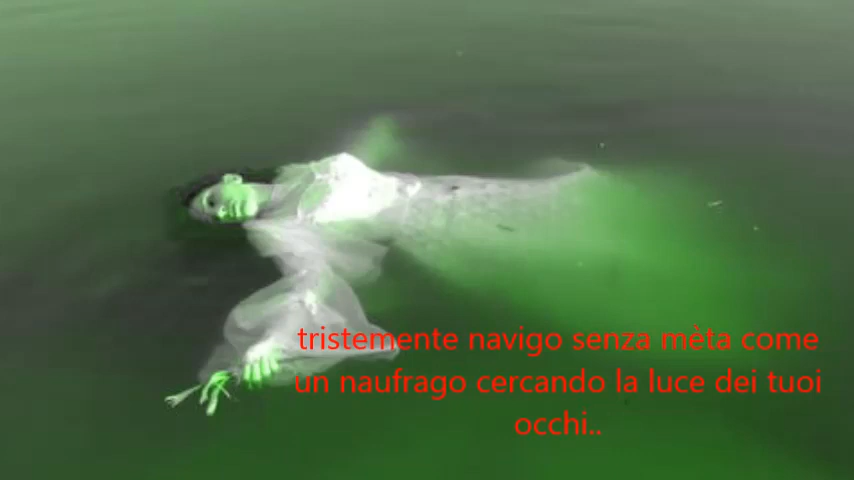 tristemente navigo senza mèta come
un naufrago cercando la luce dei tuoi
occhi..